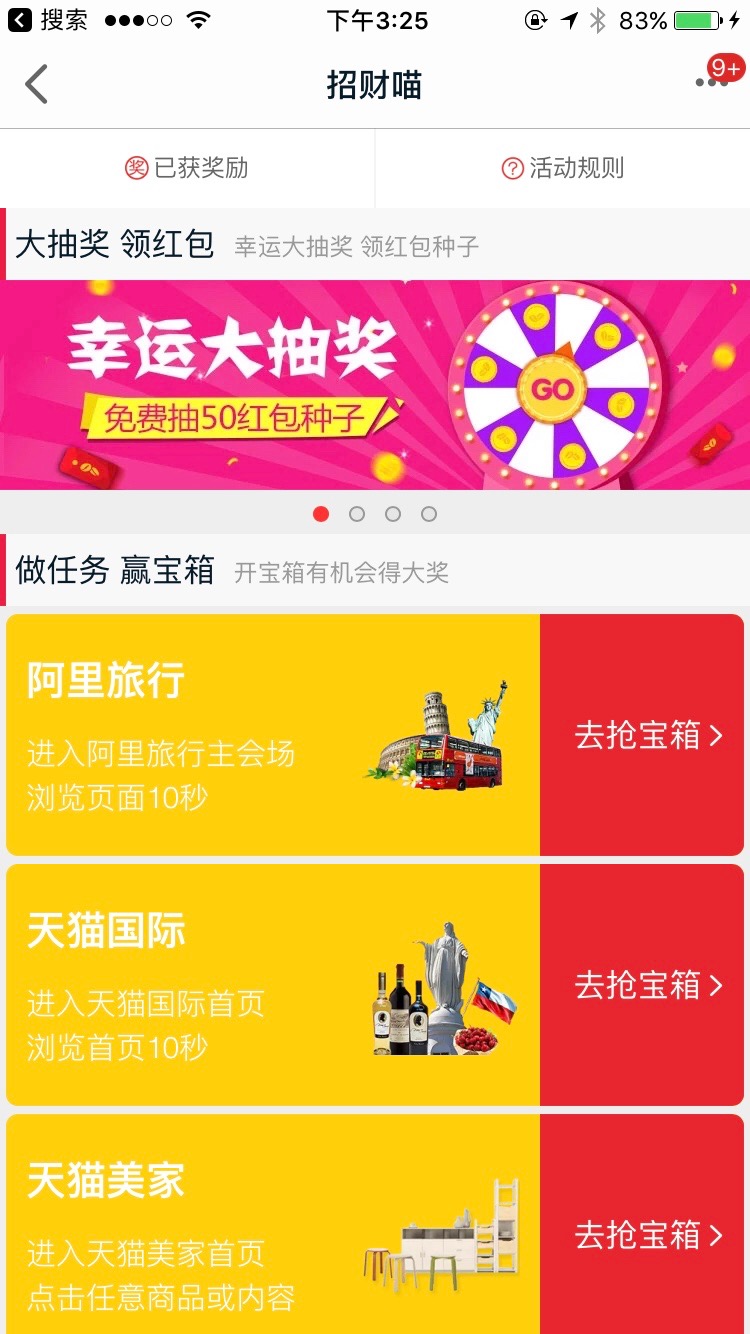 搜索
下午3:25
83%
招财喵
9+
奖 已获奖励
? 活动规则
大抽奖 领红包 幸运大抽奖 领红包种子
幸运大抽奖
免费抽50红包种子
GO
做任务 赢宝箱 开宝箱有机会得大奖
阿里旅行
进入阿里旅行主会场
浏览页面10秒
去抢宝箱
天猫国际
进入天猫国际首页
浏览首页10秒
去抢宝箱
天猫美家
进入天猫美家首页
点击任意商品或内容
去抢宝箱